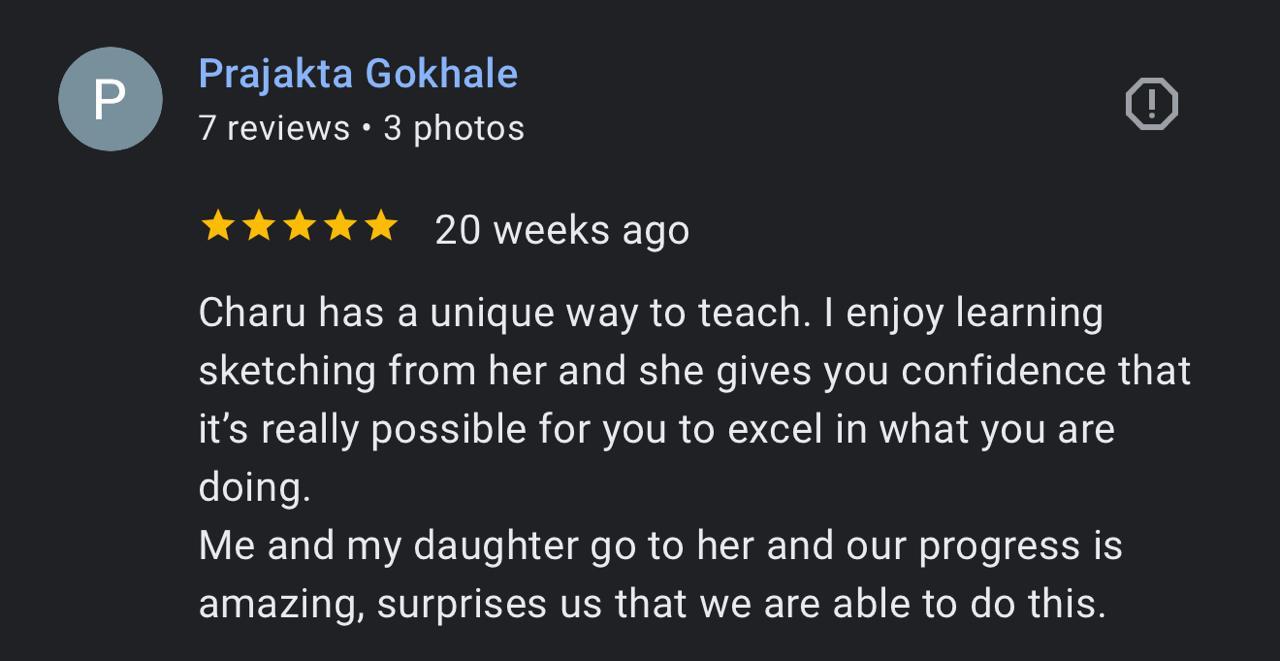 P
Prajakta Gokhale
7 reviews • 3 photos
20 weeks ago
Charu has a unique way to teach. I enjoy learning
sketching from her and she gives you confidence that
it’s really possible for you to excel in what you are
doing.
Me and my daughter go to her and our progress is
amazing, surprises us that we are able to do this.